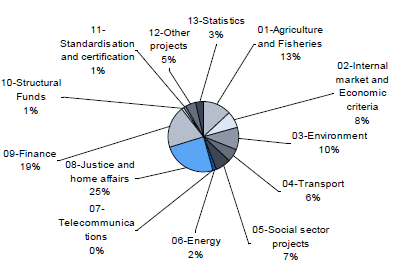 13-Statistics
3%
01-Agriculture
and Fisheries
13%
02-Internal
market and
Economic
criteria
8%
03-Environment
10%
04-Transport
6%
05-Social sector
projects
7%
06-Energy
2%
07-
Telecommunica
tions
0%
08-Justice and
home affairs
25%
09-Finance
19%
10-Structural
Funds
1%
11-
Standardisation
and certification
1%
12-Other
projects
5%